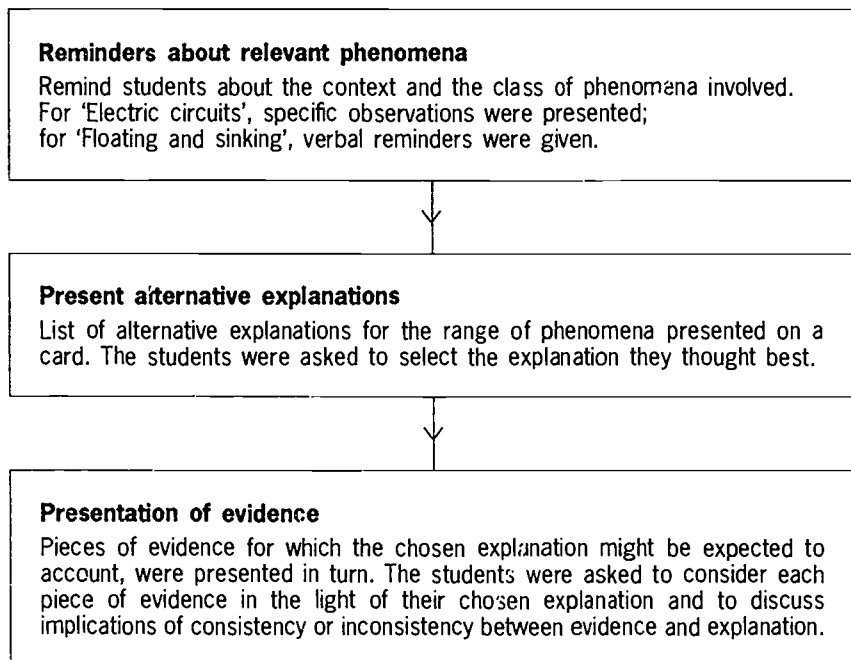 Reminders about relevant phenomena
Remind students about the context and the class of phenomena involved.
For ‘Electric circuits’, specific observations were presented;
for ‘Floating and sinking’, verbal reminders were given.
Present alternative explanations
List of alternative explanations for the range of phenomena presented on a
card. The students were asked to select the explanation they thought best.
Presentation of evidence
Pieces of evidence for which the chosen explanation might be expected to
account, were presented in turn. The students were asked to consider each
piece of evidence in the light of their chosen explanation and to discuss
implications of consistency or inconsistency between evidence and explanation.